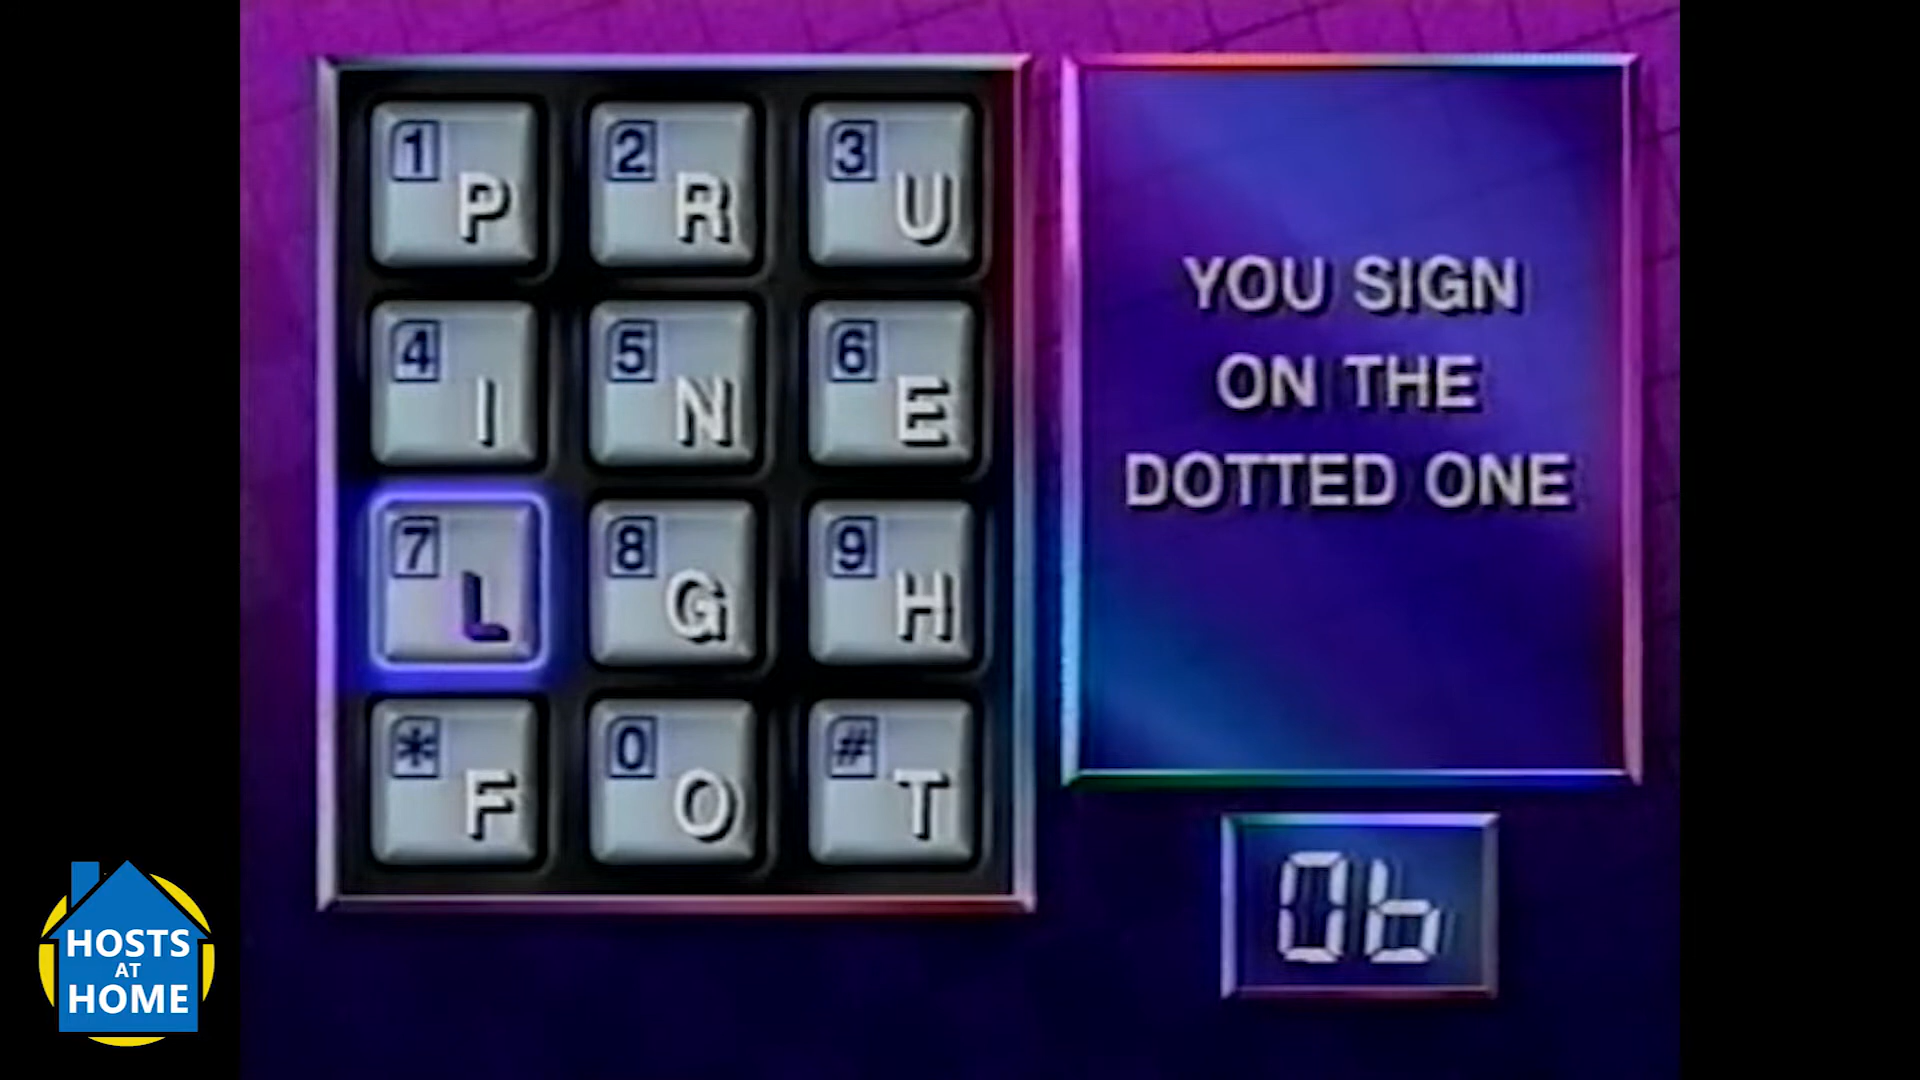 1 P
2 R
3 U
4 I
5 N
6 E
7 L
8 G
9 H
* F
0 O
# T
YOU SIGN
ON THE
DOTTED ONE
06
HOSTS
AT
HOME